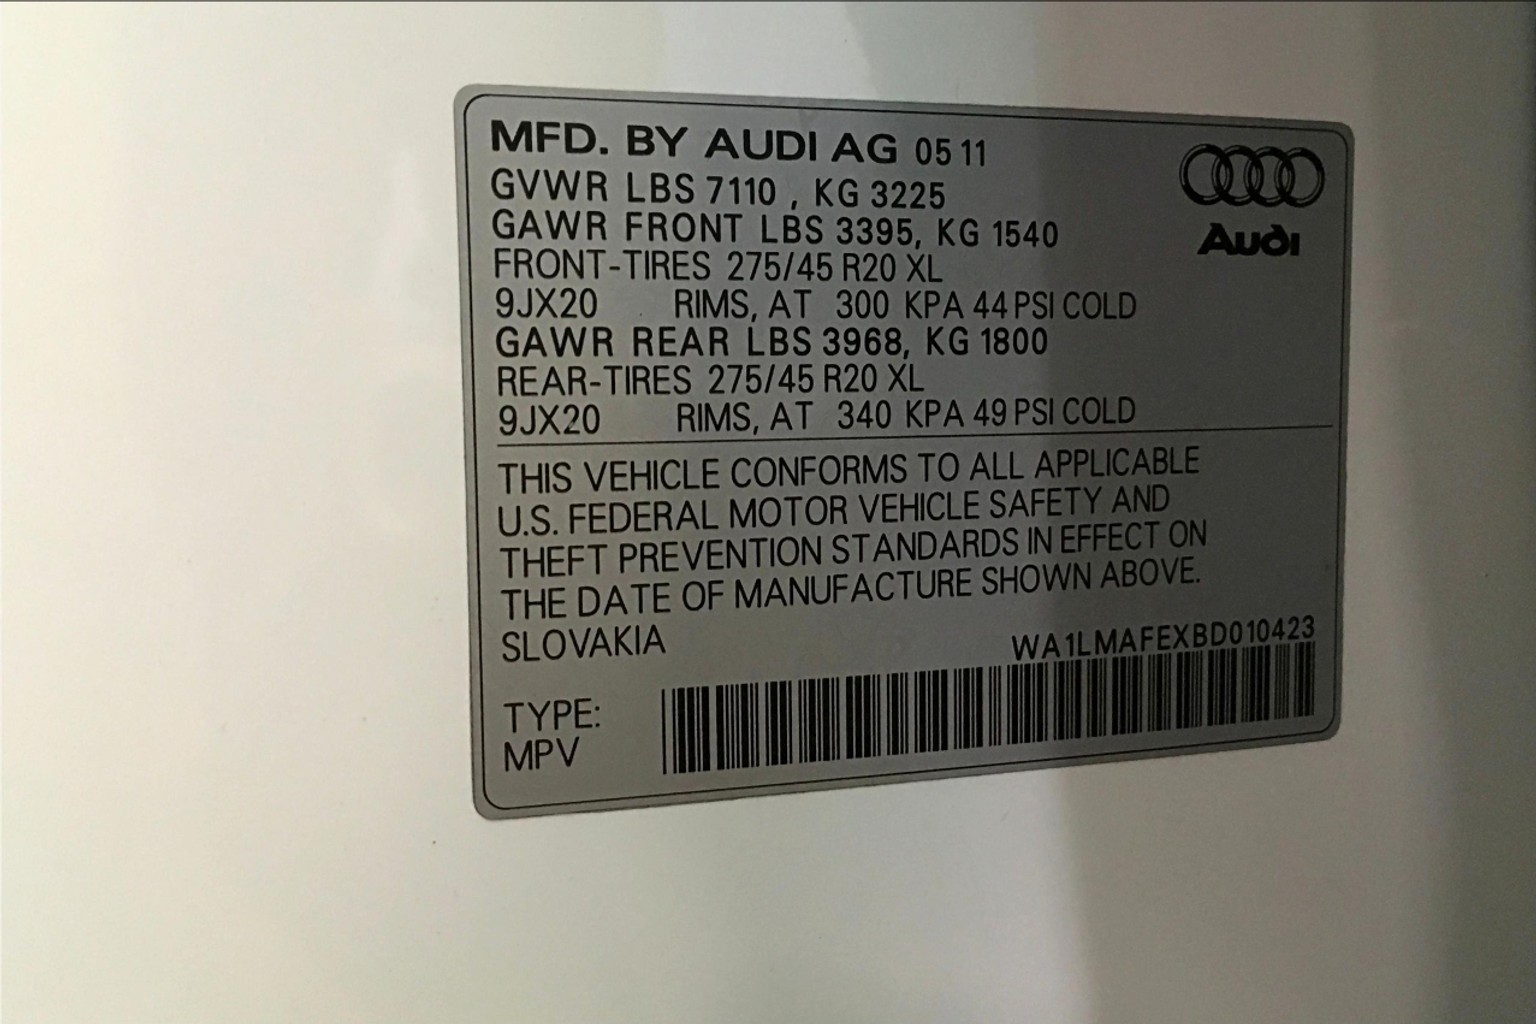 MFD. BY AUDI AG 05 11
GVWR LBS 7110 , KG 3225
GAWR FRONT LBS 3395, KG 1540
FRONT-TIRES 275/45 R20 XL
9JX20 RIMS, AT 300 KPA 44 PSI COLD
GAWR REAR LBS 3968, KG 1800
REAR-TIRES 275/45 R20 XL
9JX20 RIMS, AT 340 KPA 49 PSI COLD
Audi
THIS VEHICLE CONFORMS TO ALL APPLICABLE
U.S. FEDERAL MOTOR VEHICLE SAFETY AND
THEFT PREVENTION STANDARDS IN EFFECT ON
THE DATE OF MANUFACTURE SHOWN ABOVE.
SLOVAKIA
WA1LMAFEXBD010423
TYPE:
MPV